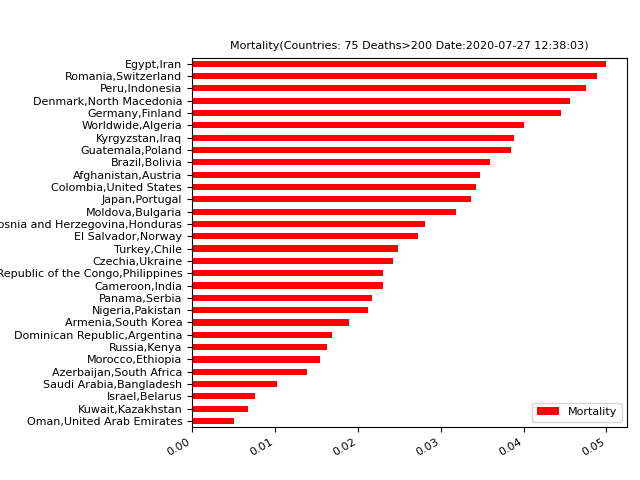 Mortality(Countries: 75 Deaths>200 Date:2020-07-27 12:38:03)
Egypt,Iran
Romania,Switzerland
Peru,Indonesia
Denmark,North Macedonia
Germany,Finland
Worldwide,Algeria
Kyrgyzstan,Iraq
Guatemala,Poland
Brazil,Bolivia
Afghanistan,Austria
Colombia,United States
Japan,Portugal
Moldova,Bulgaria
osnia and Herzegovina,Honduras
El Salvador,Norway
Turkey,Chile
Czechia,Ukraine
Republic of the Congo,Philippines
Cameroon,India
Panama,Serbia
Nigeria,Pakistan
Armenia,South Korea
Dominican Republic,Argentina
Russia,Kenya
Morocco,Ethiopia
Azerbaijan,South Africa
Saudi Arabia,Bangladesh
Israel,Belarus
Kuwait,Kazakhstan
Oman,United Arab Emirates
Mortality
0.00 0.01 0.02 0.03 0.04 0.05